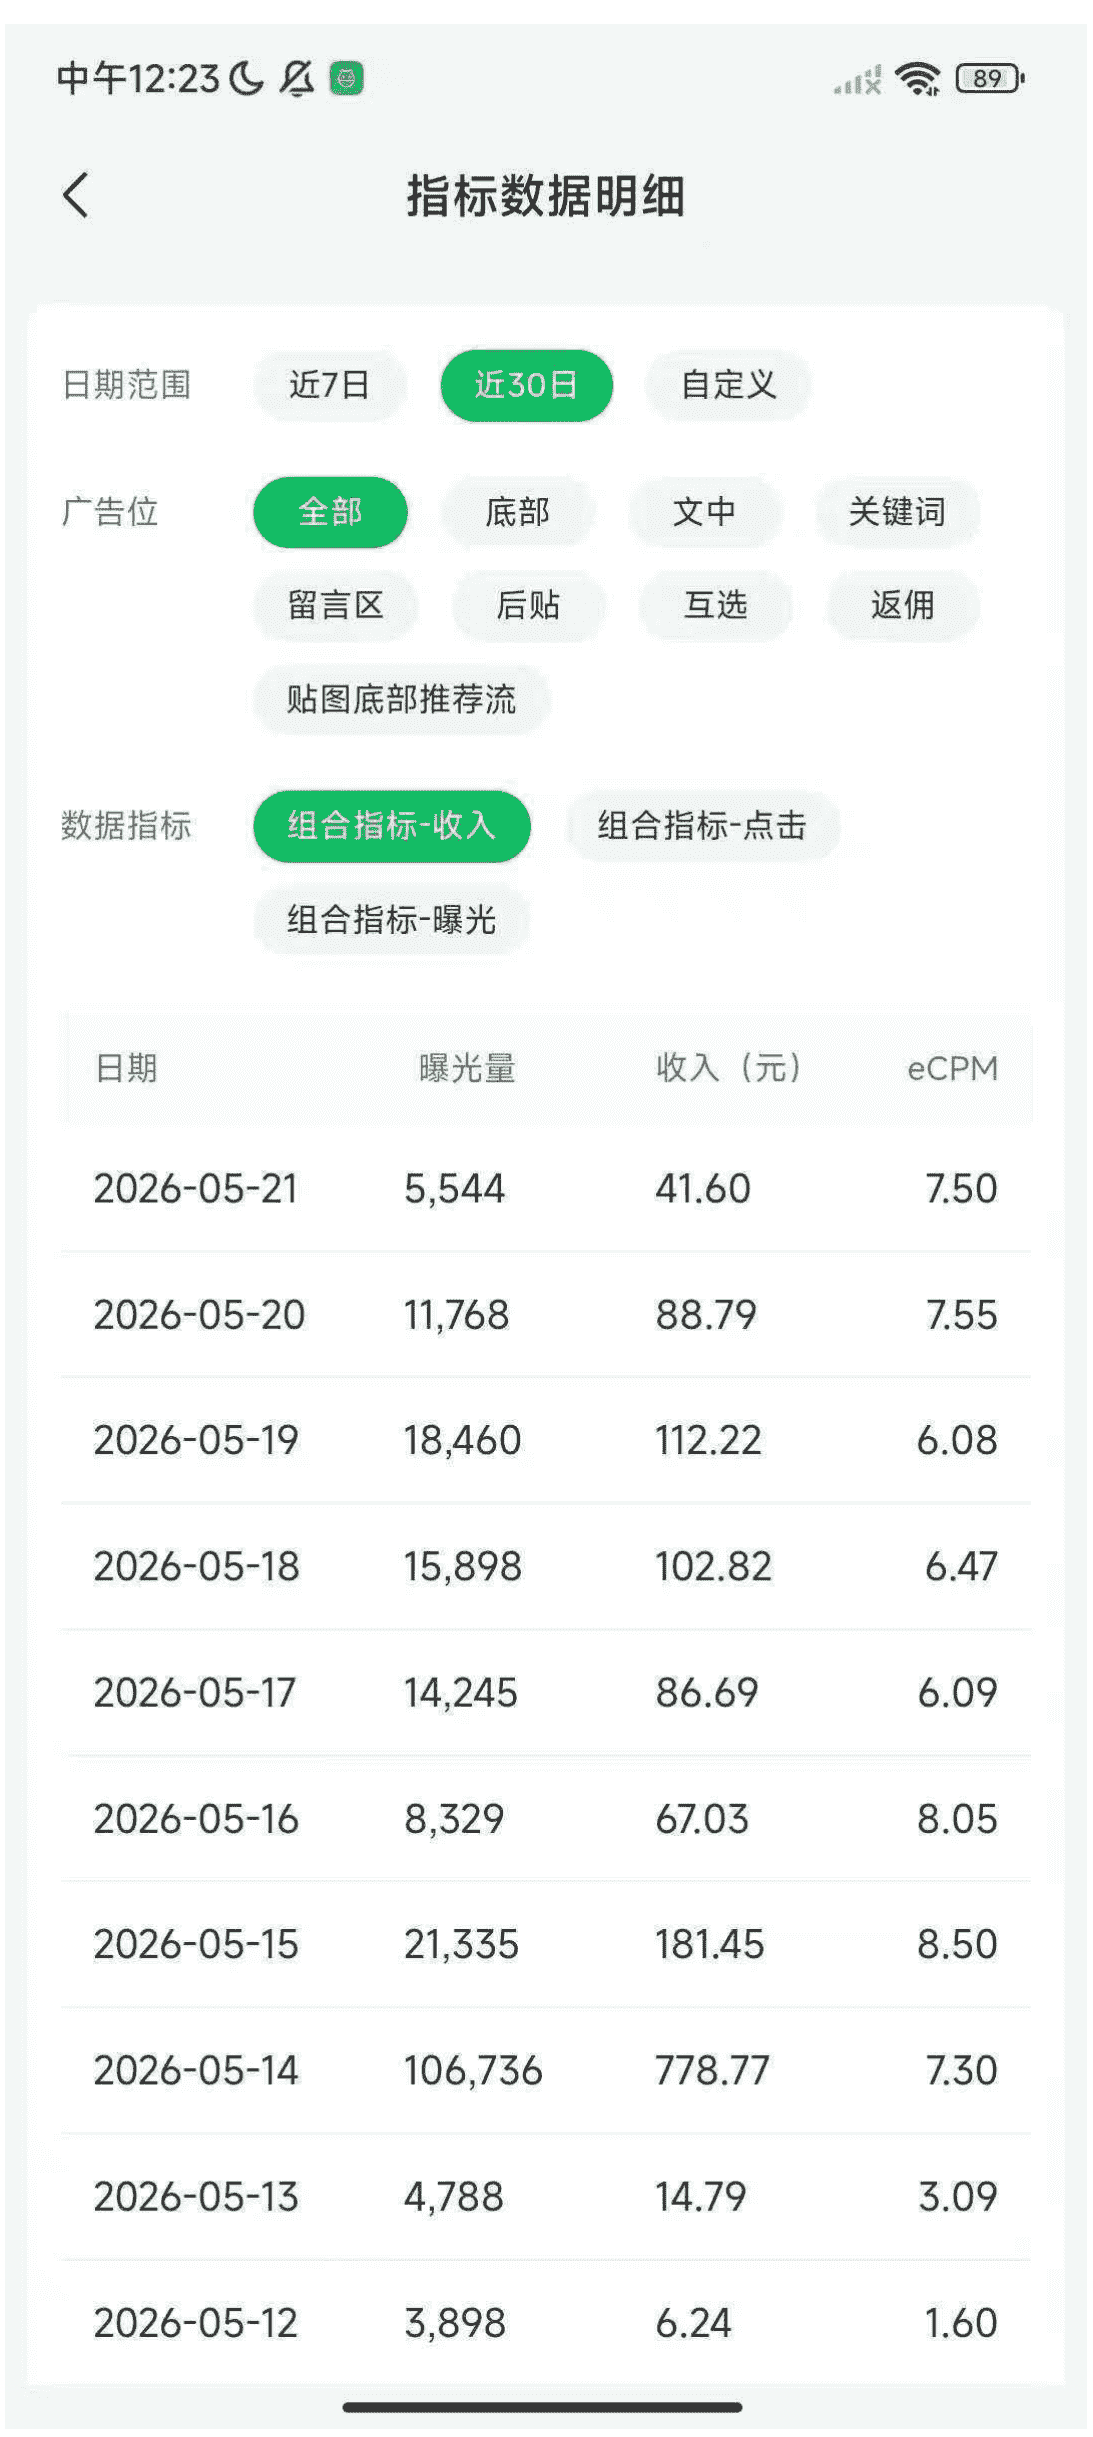 中午12:23
89
指标数据明细
日期范围 近7日 近30日 自定义
广告位 全部 底部 文中 关键词
留言区 后贴 互选 返佣
贴图底部推荐流
数据指标 组合指标-收入 组合指标-点击
组合指标-曝光
日期 曝光量 收入（元） eCPM
2026-05-21 5,544 41.60 7.50
2026-05-20 11,768 88.79 7.55
2026-05-19 18,460 112.22 6.08
2026-05-18 15,898 102.82 6.47
2026-05-17 14,245 86.69 6.09
2026-05-16 8,329 67.03 8.05
2026-05-15 21,335 181.45 8.50
2026-05-14 106,736 778.77 7.30
2026-05-13 4,788 14.79 3.09
2026-05-12 3,898 6.24 1.60